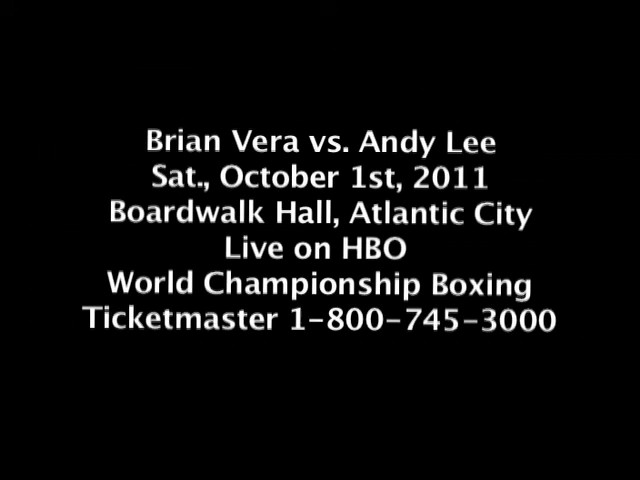 Brian Vera vs. Andy Lee
Sat., October 1st, 2011
Boardwalk Hall, Atlantic City
Live on HBO
World Championship Boxing
Ticketmaster 1-800-745-3000